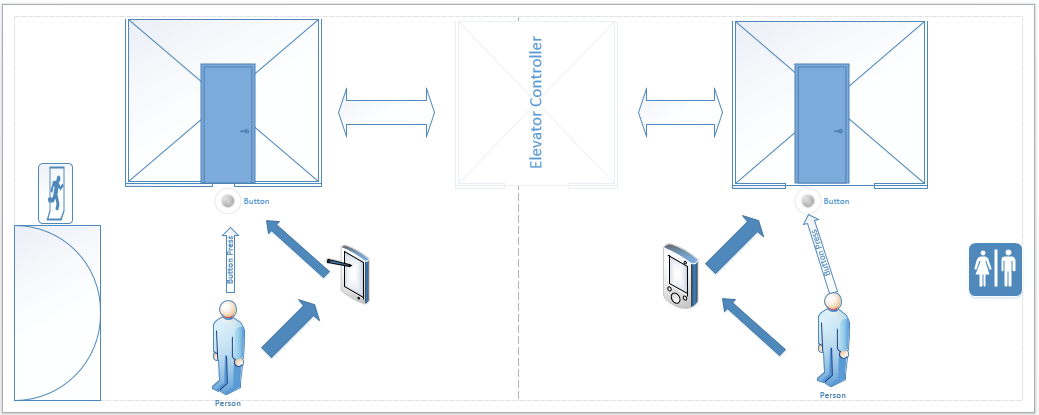 Elevator Controller
Button
Button
Button Press
Button Press
Person
Person